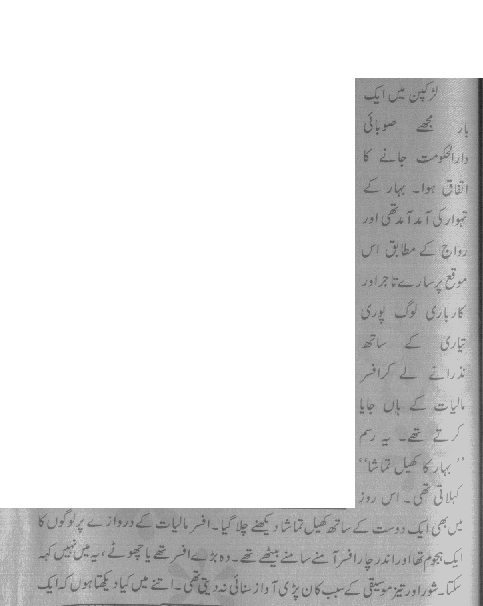 لڑکپن میں ایک
بار مجھے صوبائی
دارالحکومت جانے کا
اتفاق ہوا۔ بہار کے
تہوار کی آمد آمد تھی اور
رواج کے مطابق اس
موقع پر سارے تاجر اور
کارباری لوگ پوری
تیاری کے ساتھ
نذرانے لے کر افسر
مالیات کے ہاں جایا
کرتے تھے۔ یہ رسم
’’بہار کا کھیل تماشا‘‘
کہلاتی تھی۔ اس روز
میں بھی ایک دوست کے ساتھ کھیل تماشا دیکھنے چلا گیا۔ افسر مالیات کے دروازے پر لوگوں کا
ایک ہجوم تھا اور اندر چار افسر آمنے سامنے بیٹھے تھے۔ وہ بڑے افسر تھے یا چھوٹے، یہ میں نہیں کہہ
سکتا۔ شور اور تیز موسیقی کے سبب کان پڑی آواز سنائی نہ دیتی تھی۔ اتنے میں کیا دیکھتا ہوں کہ ایک